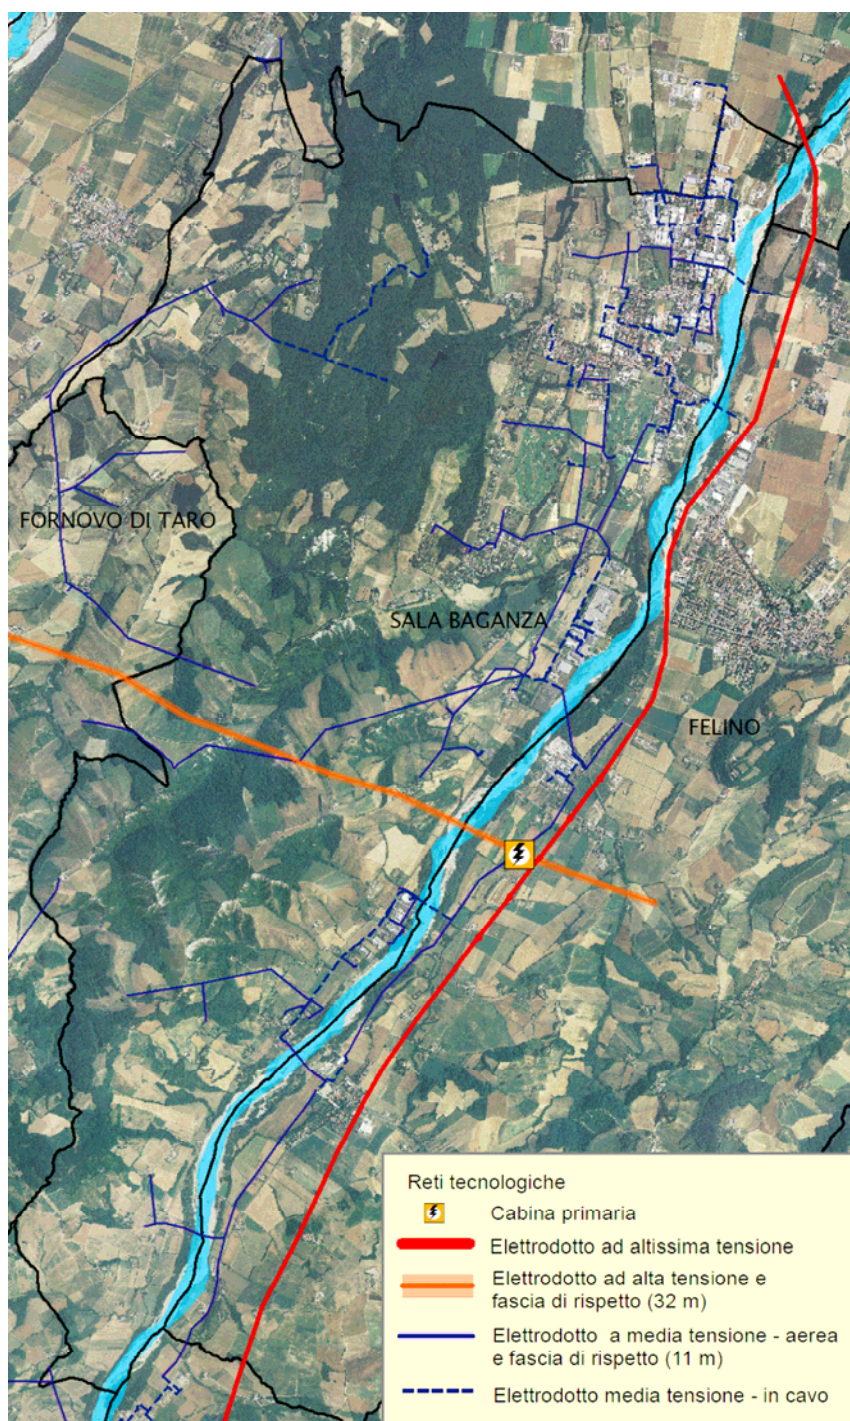 FORNOVO DI TARO
SALA BAGANZA
FELINO
Reti tecnologiche
Cabina primaria
Elettrodotto ad altissima tensione
Elettrodotto ad alta tensione e
fascia di rispetto (32 m)
Elettrodotto a media tensione - aerea
e fascia di rispetto (11 m)
Elettrodotto media tensione - in cavo